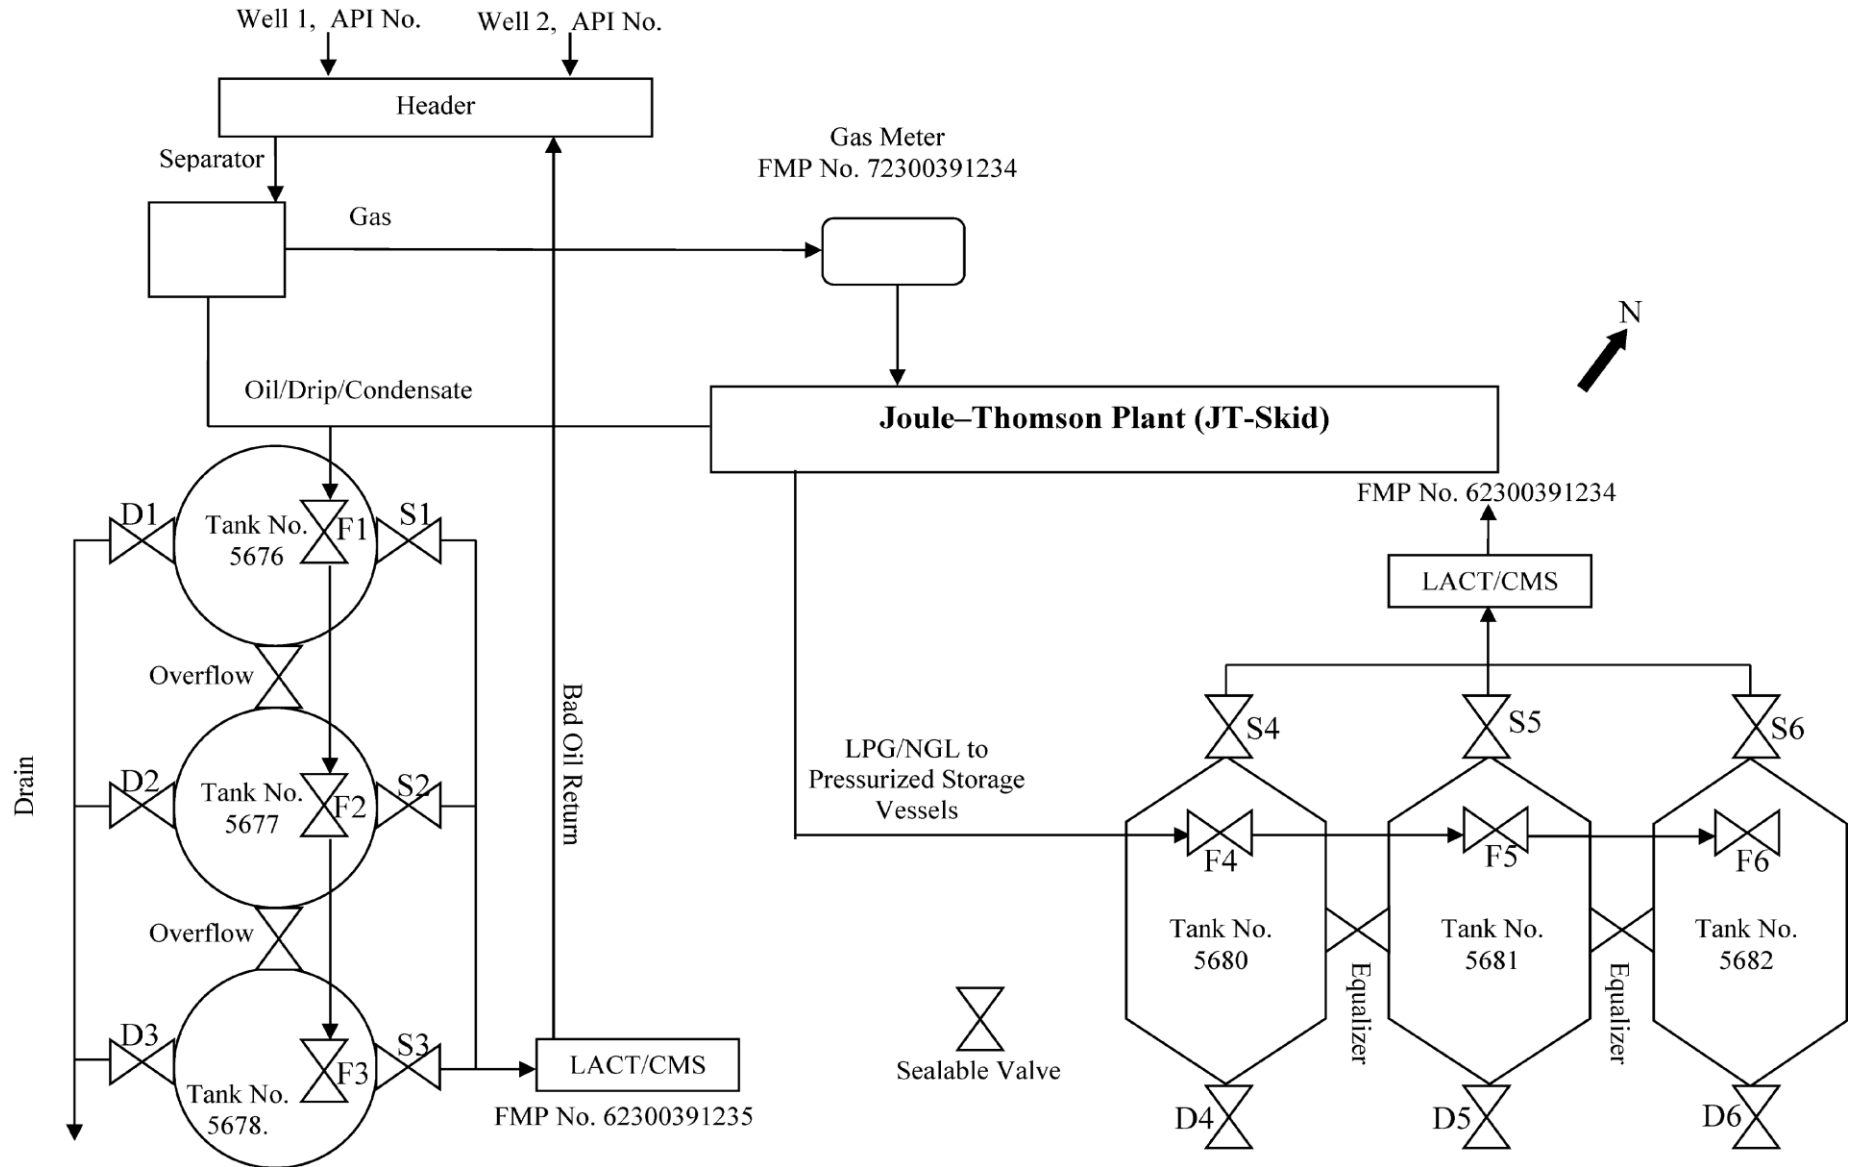 Well 1,  API No.
Well 2,  API No.
Header
Separator
Gas
Gas Meter
FMP No. 72300391234
N
Oil/Drip/Condensate
Joule–Thomson Plant (JT-Skid)
FMP No. 62300391234
LACT/CMS
D1
Tank No.
5676
F1
S1
Overflow
D2
Tank No.
5677
F2
S2
Overflow
D3
Tank No.
5678.
F3
S3
Drain
Bad Oil Return
LACT/CMS
FMP No. 62300391235
LPG/NGL to
Pressurized Storage
Vessels
S4
S5
S6
F4
F5
F6
Tank No.
5680
Tank No.
5681
Tank No.
5682
Equalizer
Equalizer
Sealable Valve
D4
D5
D6